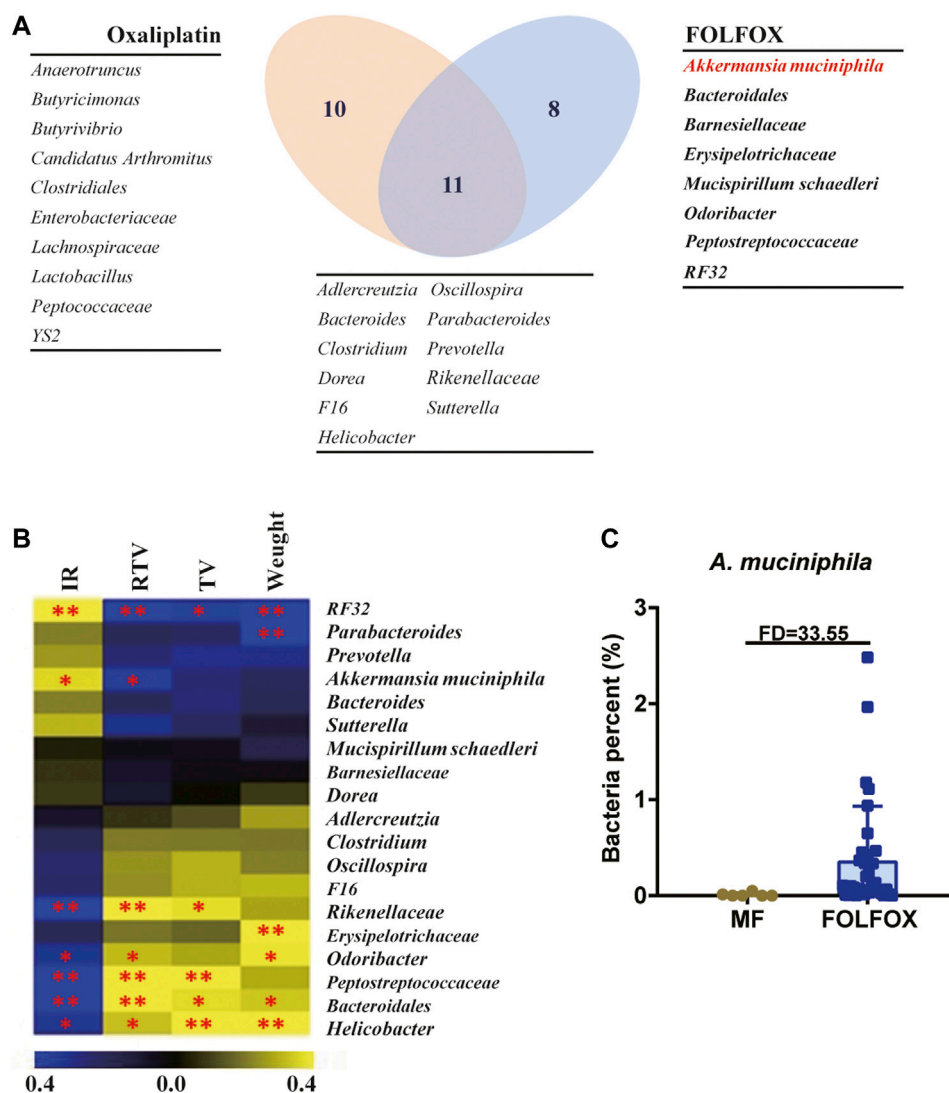 A
Oxaliplatin
Anaerotruncus
Butyricimonas
Butyrivibrio
Candidatus Arthromitus
Clostridiales
Enterobacteriaceae
Lachnospiraceae
Lactobacillus
Peptococcaceae
YS2
10
8
11
FOLFOX
Akkermansia muciniphila
Bacteroidales
Barnesiellaceae
Erysipelotrichaceae
Mucispirillum schaedleri
Odoribacter
Peptostreptococcaceae
RF32
Adlercreutzia Oscillospira
Bacteroides Parabacteroides
Clostridium Prevotella
Dorea Rikenellaceae
F16 Sutterella
Helicobacter
B
IR RTV TV Weught
** ** * ** RF32
** Parabacteroides
Prevotella
* * Akkermansia muciniphila
Bacteroides
Sutterella
Mucispirillum schaedleri
Barnesiellaceae
Dorea
Adlercreutzia
Clostridium
Oscillospira
F16
** ** * Rikenellaceae
** Erysipelotrichaceae
* * * Odoribacter
** ** ** Peptostreptococcaceae
** ** * * Bacteroidales
* * ** ** Helicobacter
0.4 0.0 0.4
C
A. muciniphila
FD=33.55
Bacteria percent (%)
3
2
1
0
MF FOLFOX